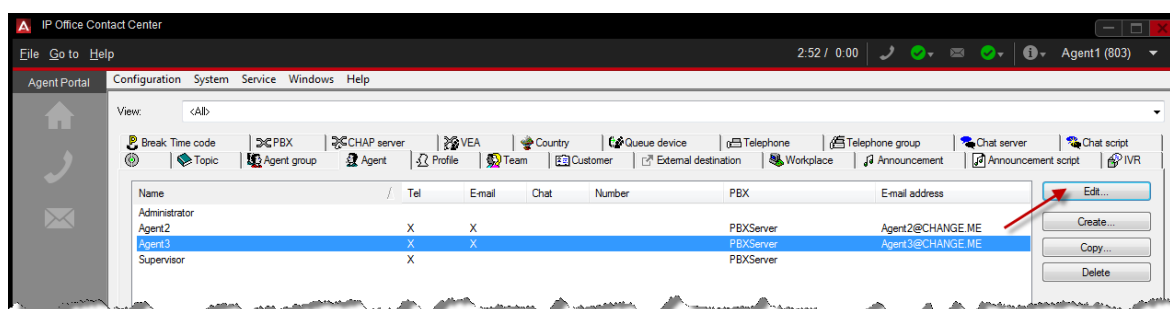 IP Office Contact Center
File Go to Help 2:52 / 0:00 Agent1 (803)
Agent Portal Configuration System Service Windows Help
View: <All>
Break Time code PBX CHAP server VEA Country Queue device Telephone Telephone group Chat server Chat script
Topic Agent group Agent Profile Team Customer External destination Workplace Announcement Announcement script IVR
Name / Tel E-mail Chat Number PBX E-mail address Edit...
Administrator
Agent2 X X PBXServer Agent2@CHANGE.ME Create...
Agent3 X X PBXServer Agent3@CHANGE.ME Copy...
Supervisor X PBXServer
Delete